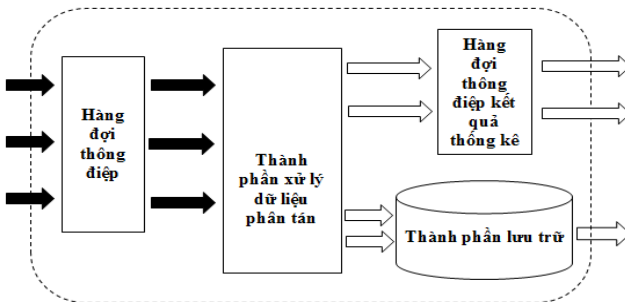 Hàng
đợi
thông
điệp
Thành
phần xử lý
dữ liệu
phân tán
Hàng
đợi
thông
điệp kết
quả
thống kê
Thành phần lưu trữ